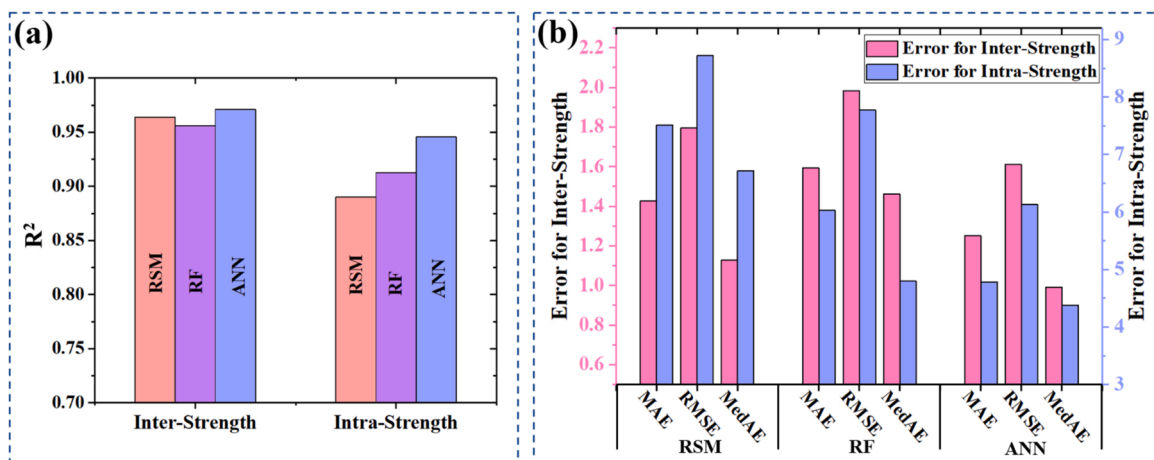 (a)
R²
1.00
0.95
0.90
0.85
0.80
0.75
0.70
RSM
RF
ANN
RSM
RF
ANN
Inter-Strength
Intra-Strength
(b)
Error for Inter-Strength
2.2
2.0
1.8
1.6
1.4
1.2
1.0
0.8
0.6
Error for Inter-Strength
Error for Intra-Strength
9
8
7
6
5
4
3
Error for Intra-Strength
MAE
RMSE
MedAE
MAE
RMSE
MedAE
MAE
RMSE
MedAE
RSM
RF
ANN